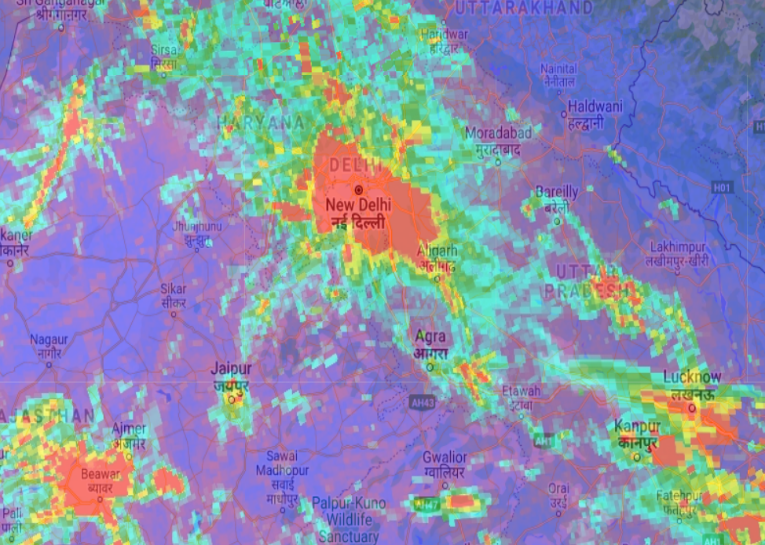 Sri Ganganagar
श्रीगंगानगर
UTTARAKHAND
Haridwar
हरिद्वार
Sirsa
सिरसा
Nainital
नैनीताल
Haldwani
हल्द्वानी
HARYANA
Moradabad
मुरादाबाद
DELHI
New Delhi
नई दिल्ली
H01
Bareilly
बरेली
Jhunjhunu
झुन्झुनू
Aligarh
अलीगढ़
Lakhimpur
लखीमपुर-खीरी
UTTAR
PRADESH
kaner
कानेर
Sikar
सीकर
Nagaur
नागौर
Agra
आगरा
Jaipur
जयपुर
Lucknow
लखनऊ
Etawah
इटावा
AH43
AJASTHAN
Ajmer
अजमेर
Kanpur
कानपुर
AH1
Beawar
ब्यावर
Sawai
Madhopur
सवाई
माधोपुर
Gwalior
ग्वालियर
Orai
उरई
Fatehpur
फतेहपुर
Pali
पाली
Palpur-Kuno
Wildlife
Sanctuary
AH1